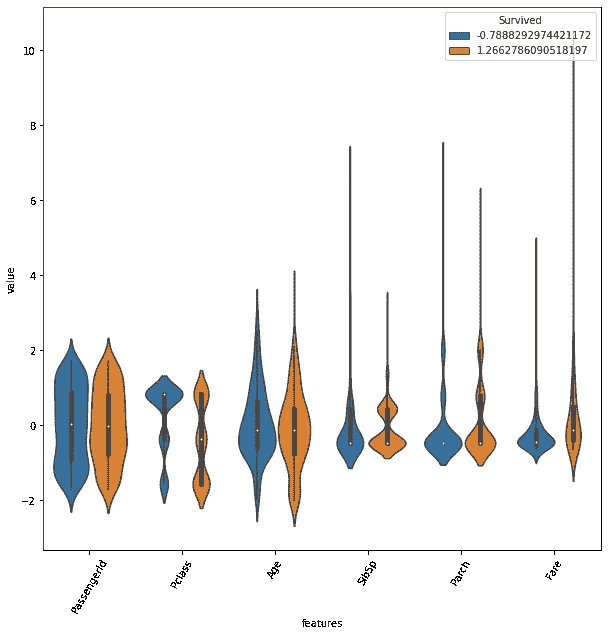 Survived
-0.7888292974421172
1.2662786090518197
10
8
6
4
2
0
−2
value
PassengerId
Pclass
Age
SibSp
Parch
Fare
features